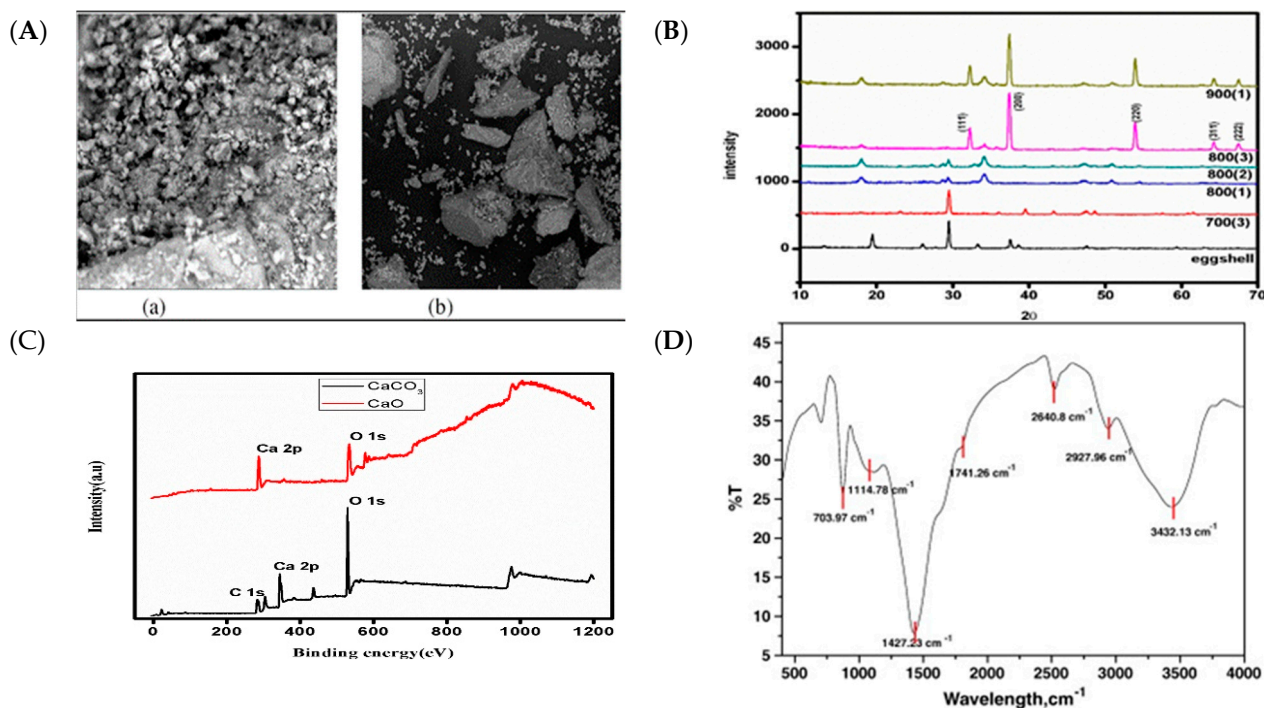 (A)
(a)
(b)
(B)
intensity
3000
2000
1000
0
900(1)
(111)
(200)
(220)
(311)
(222)
800(3)
800(2)
800(1)
700(3)
eggshell
10 20 30 40 50 60 70
2θ
(C)
Intensity(a.u)
CaCO3
CaO
Ca 2p
O 1s
O 1s
Ca 2p
C 1s
0 200 400 600 800 1000 1200
Binding energy(eV)
(D)
%T
45
40
35
30
25
20
15
10
5
2640.8 cm-1
2927.96 cm-1
1741.26 cm-1
1114.78 cm-1
703.97 cm-1
3432.13 cm-1
1427.23 cm-1
500 1000 1500 2000 2500 3000 3500 4000
Wavelength,cm-1